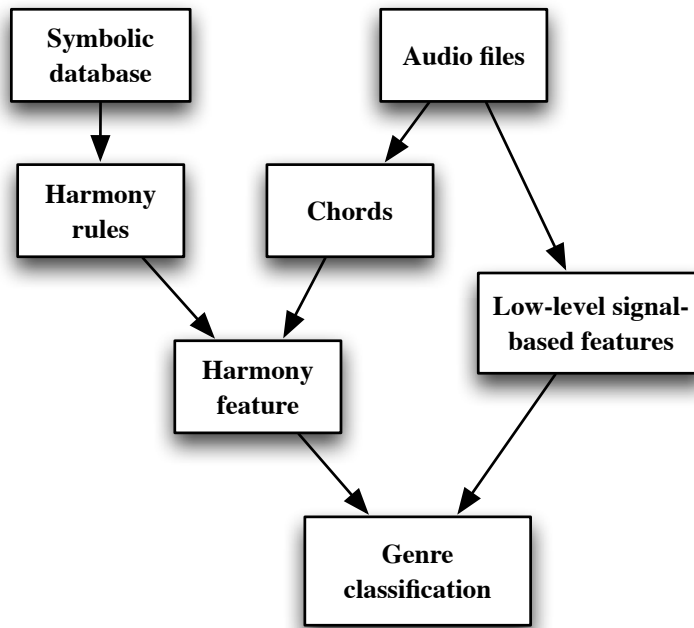 Symbolic
database
Audio files
Harmony
rules
Chords
Low-level signal-
based features
Harmony
feature
Genre
classification